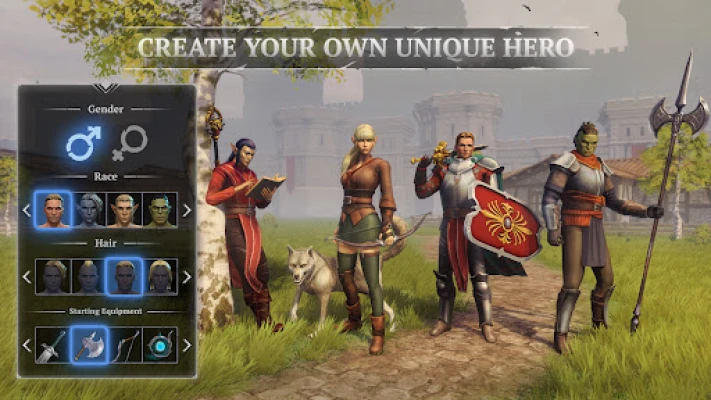 CREATE YOUR OWN UNIQUE HERO
Gender
Race
Hair
Starting Equipment